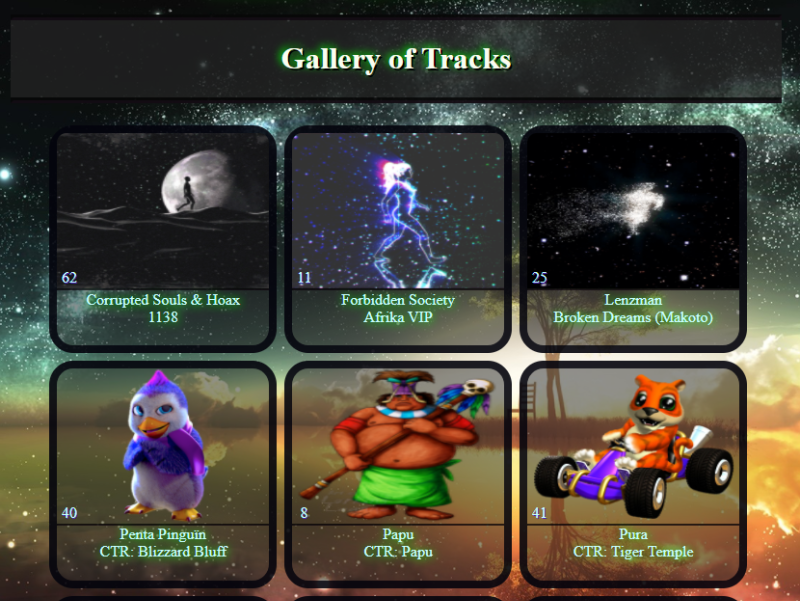 Gallery of Tracks
62
Corrupted Souls & Hoax
1138
11
Forbidden Society
Afrika VIP
25
Lenzman
Broken Dreams (Makoto)
40
Penta Pinguin
CTR: Blizzard Bluff
8
Papu
CTR: Papu
41
Pura
CTR: Tiger Temple